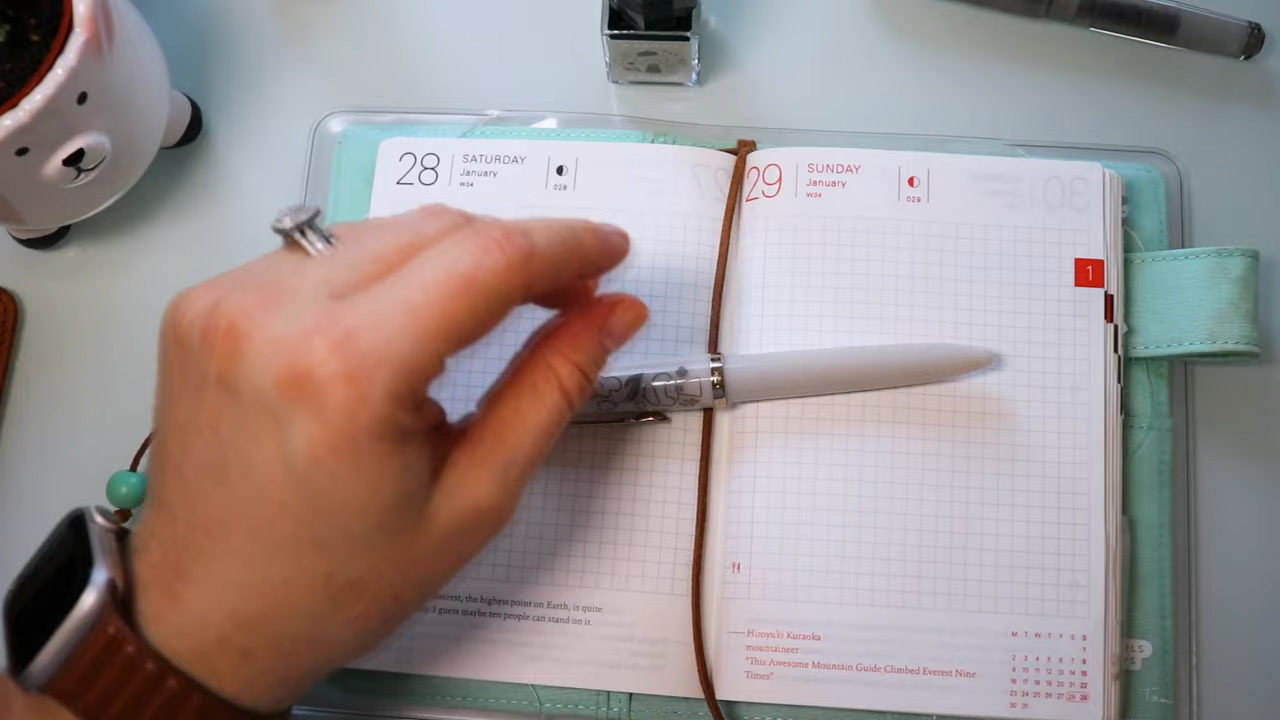 28
SATURDAY
January
W04
028
29
SUNDAY
January
W04
029
1
the highest point on Earth, is quite
I guess maybe ten people can stand on it.
Hiroyuki Kuraoka
mountaineer
"This Awesome Mountain Guide Climbed Everest Nine
Times"
M T W T F S S
1
2 3 4 5 6 7 8
9 10 11 12 13 14 15
16 17 18 19 20 21 22
23 24 25 26 27 28 29
30 31